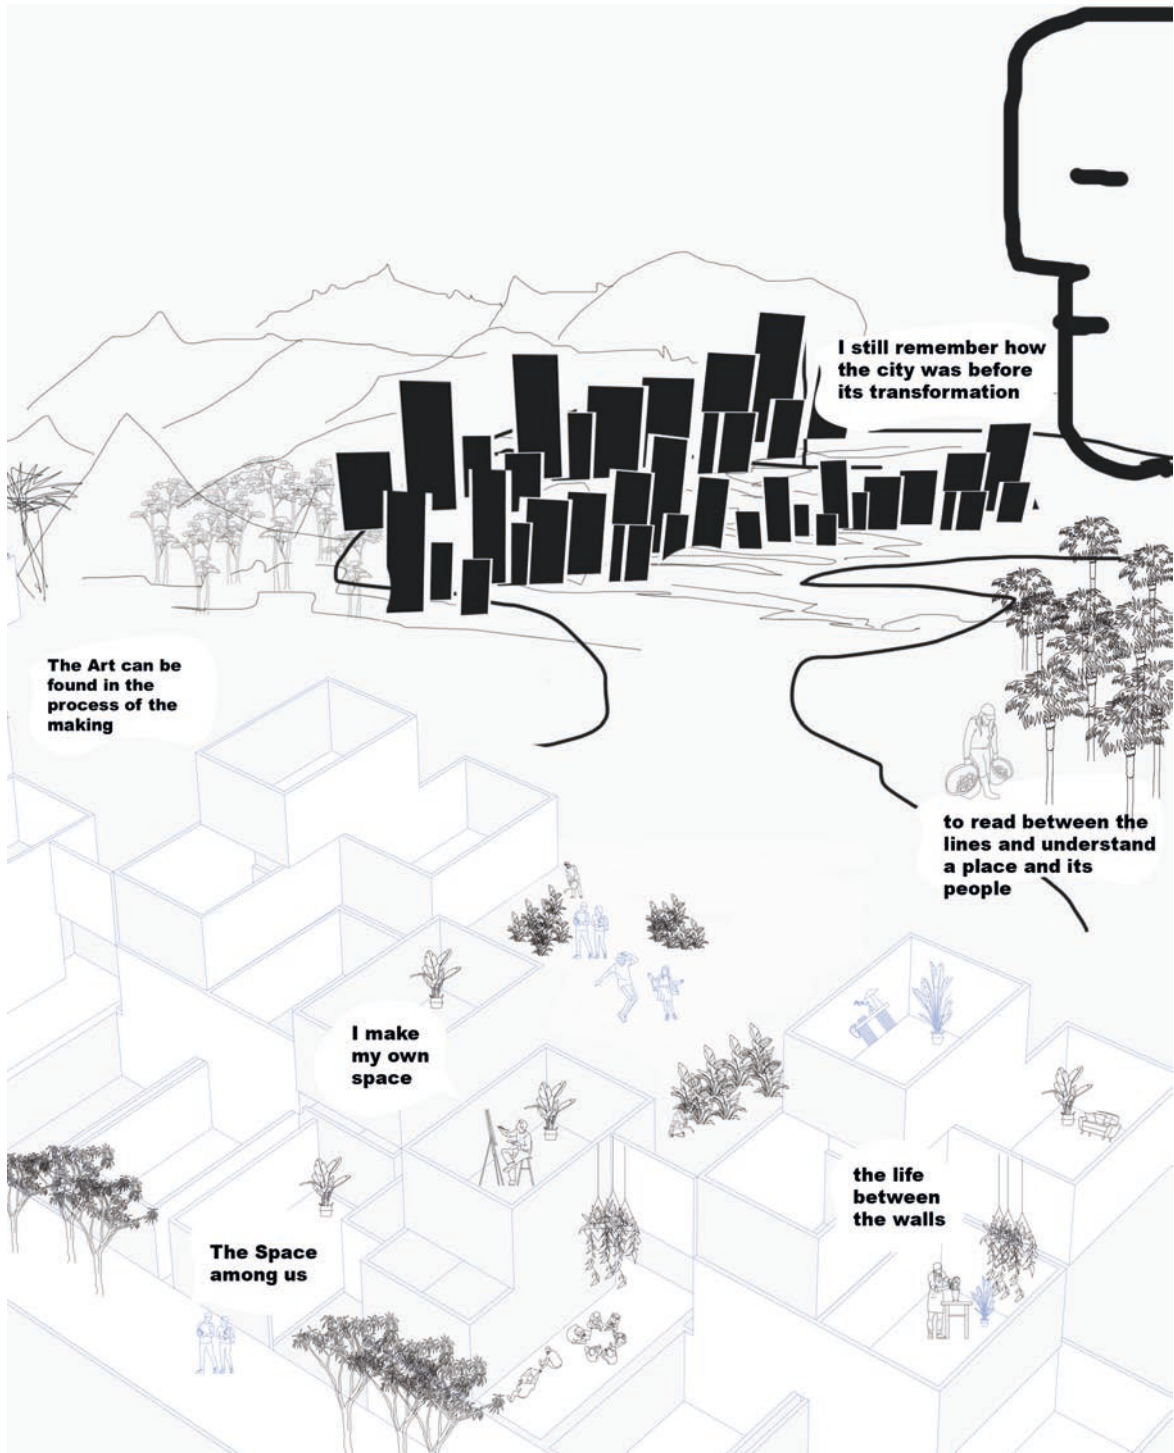 I still remember how
the city was before
its transformation
The Art can be
found in the
process of the
making
to read between the
lines and understand
a place and its
people
I make
my own
space
the life
between
the walls
The Space
among us